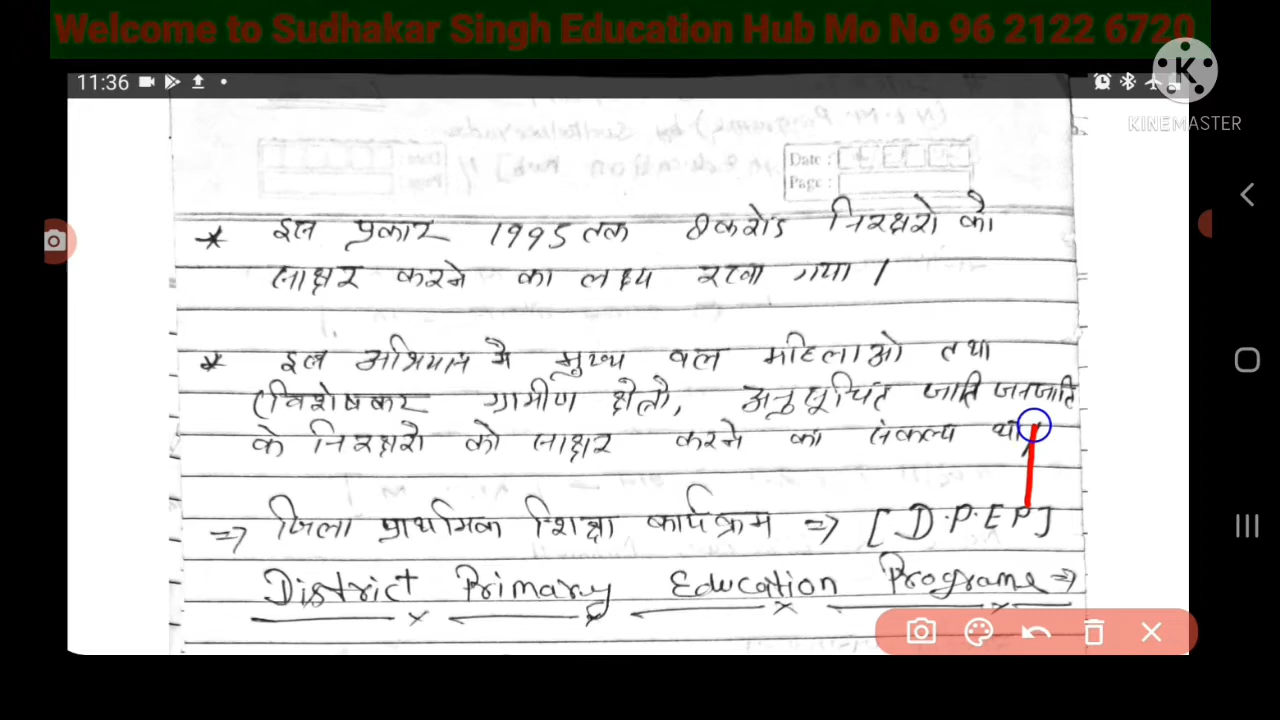 Welcome to Sudhakar Singh Education Hub Mo No 96 2122 6720
11:36
K
KINEMASTER
Date :
Page :
* इस प्रकार 1995 तक 8 करोड निरक्षरो को
साक्षर करने का लक्ष्य रखा गया ।
* इस अभियान मे मुख्य वल महिलाओ तथा
(विशेषकर ग्रामीण क्षेत्रो, अनुसूचित जाति जनजाति
के निरक्षरो को साक्षर करने का संकल्प था।
=> जिला प्राथमिक शिक्षा कार्यक्रम => [D.P.E.P]
District Primary Education Programe =>